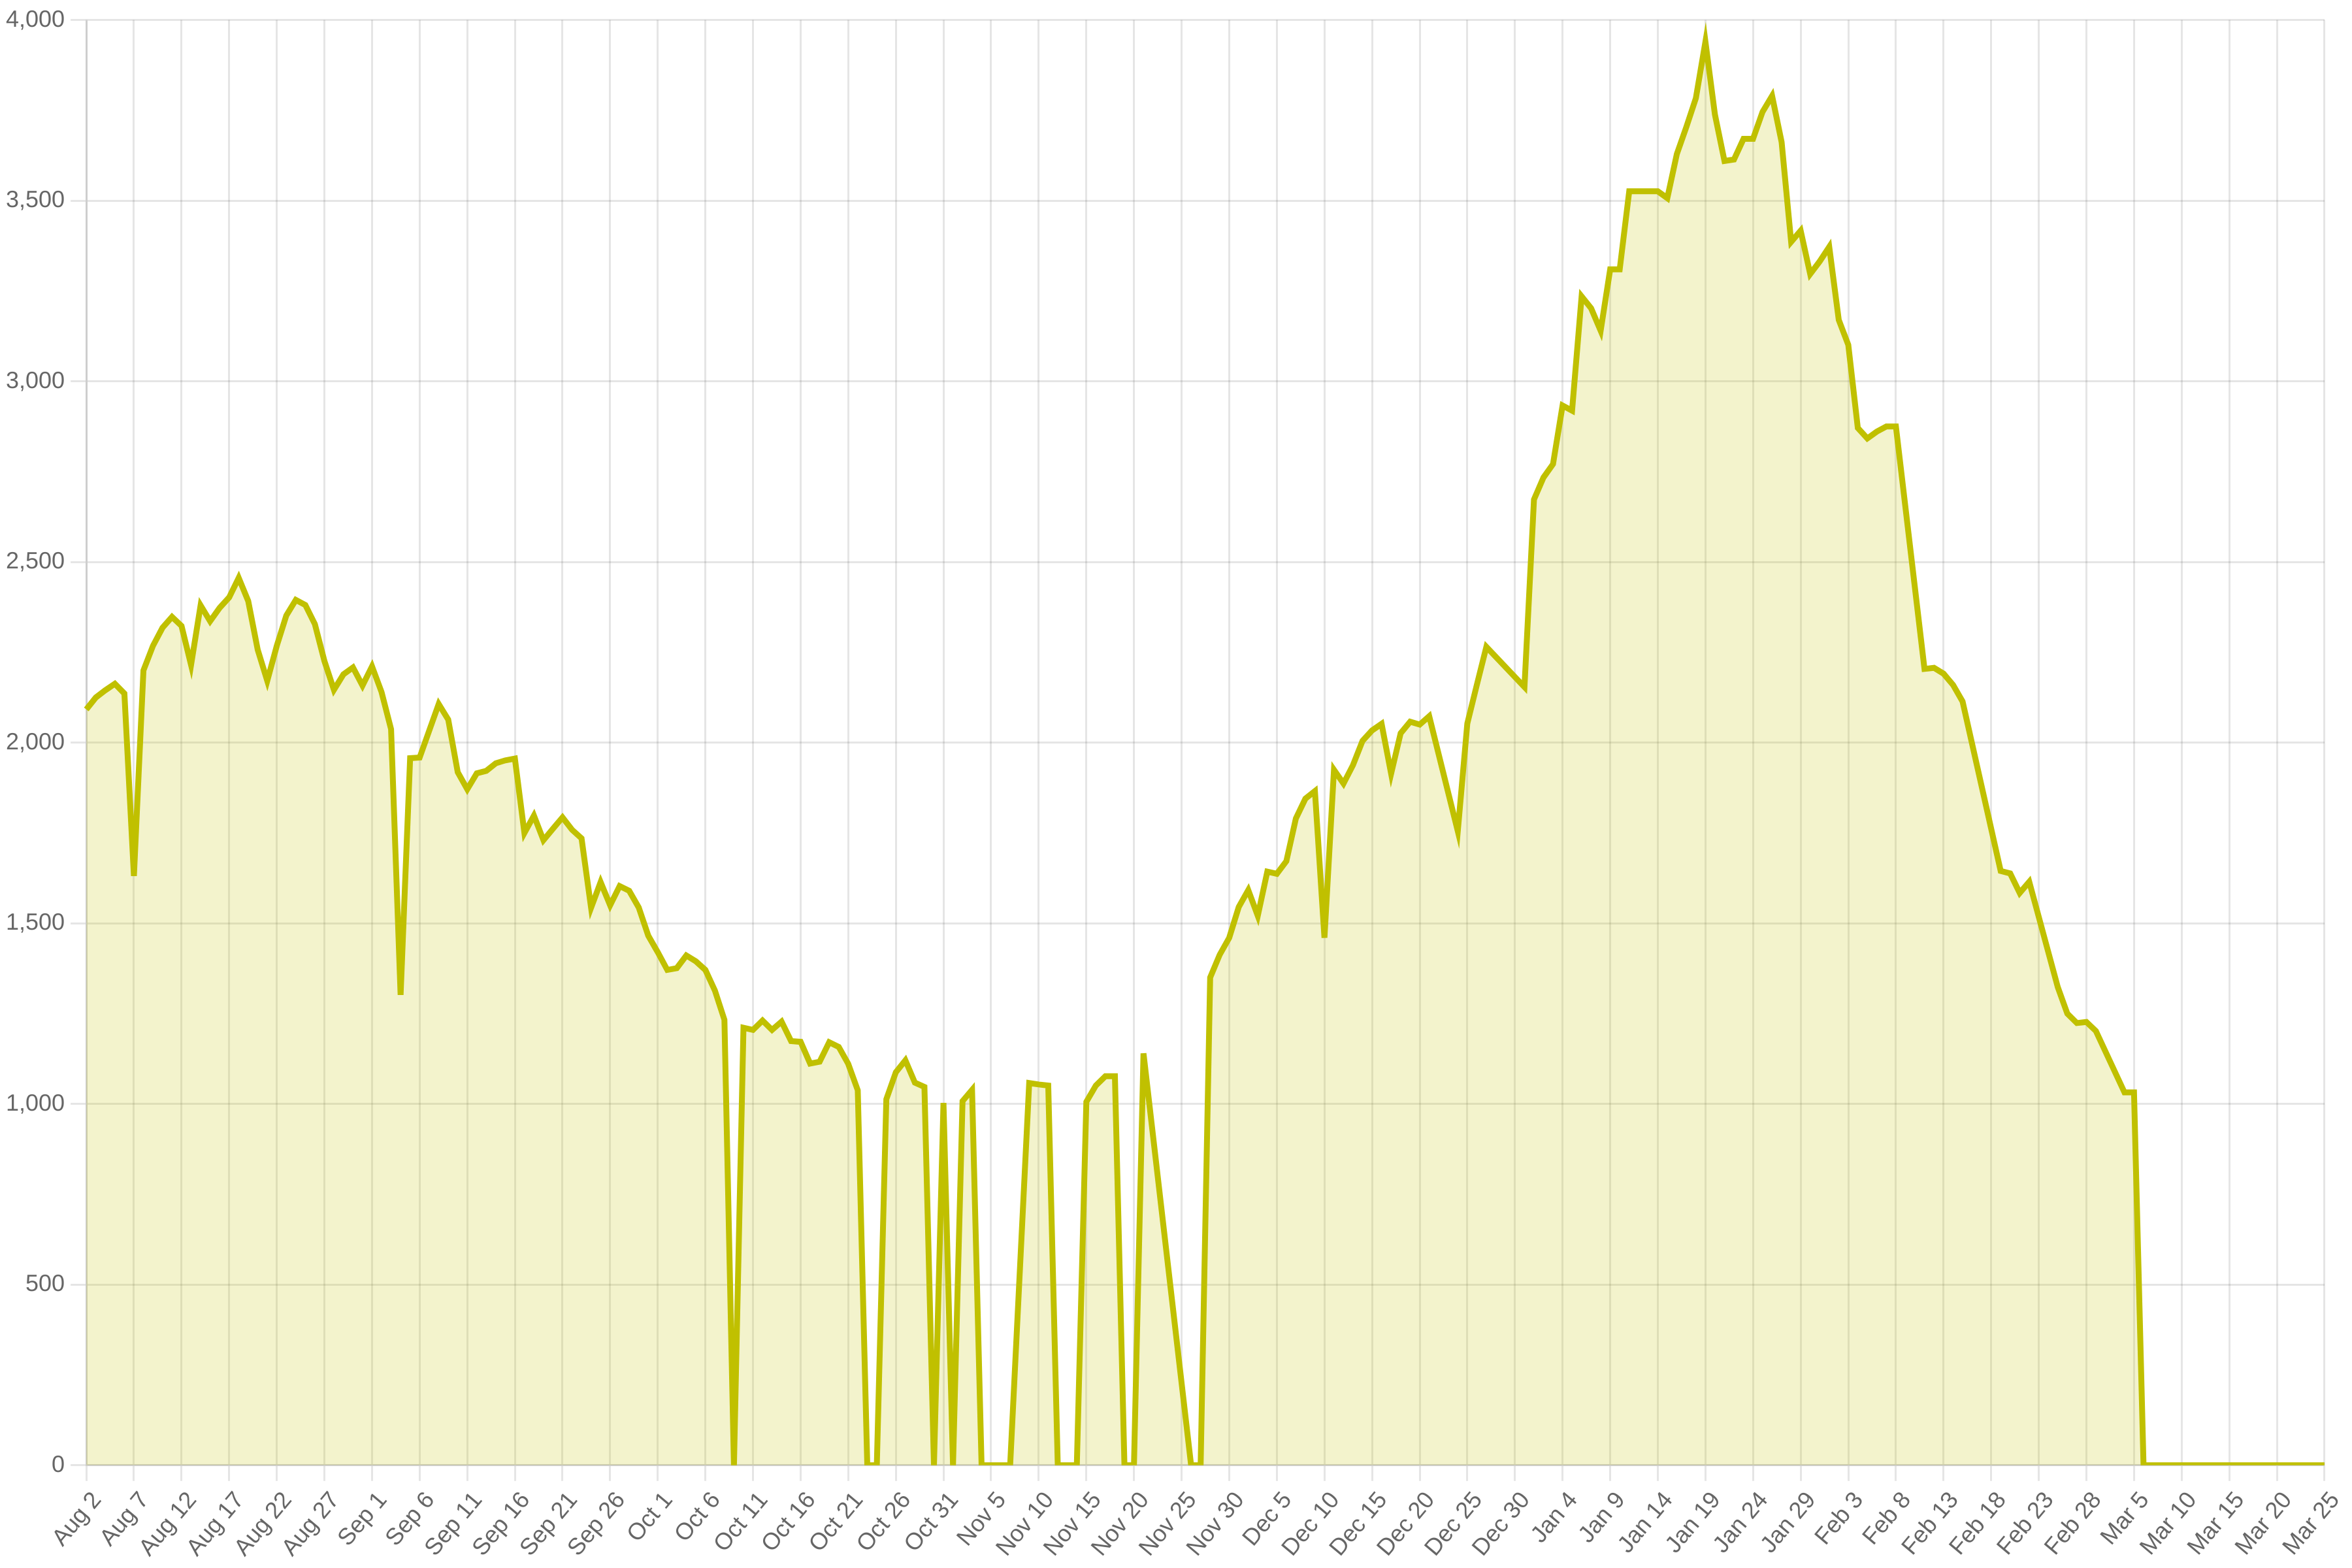 4,000
3,500
3,000
2,500
2,000
1,500
1,000
500
0
Aug 2
Aug 7
Aug 12
Aug 17
Aug 22
Aug 27
Sep 1
Sep 6
Sep 11
Sep 16
Sep 21
Sep 26
Oct 1
Oct 6
Oct 11
Oct 16
Oct 21
Oct 26
Oct 31
Nov 5
Nov 10
Nov 15
Nov 20
Nov 25
Nov 30
Dec 5
Dec 10
Dec 15
Dec 20
Dec 25
Dec 30
Jan 4
Jan 9
Jan 14
Jan 19
Jan 24
Jan 29
Feb 3
Feb 8
Feb 13
Feb 18
Feb 23
Feb 28
Mar 5
Mar 10
Mar 15
Mar 20
Mar 25